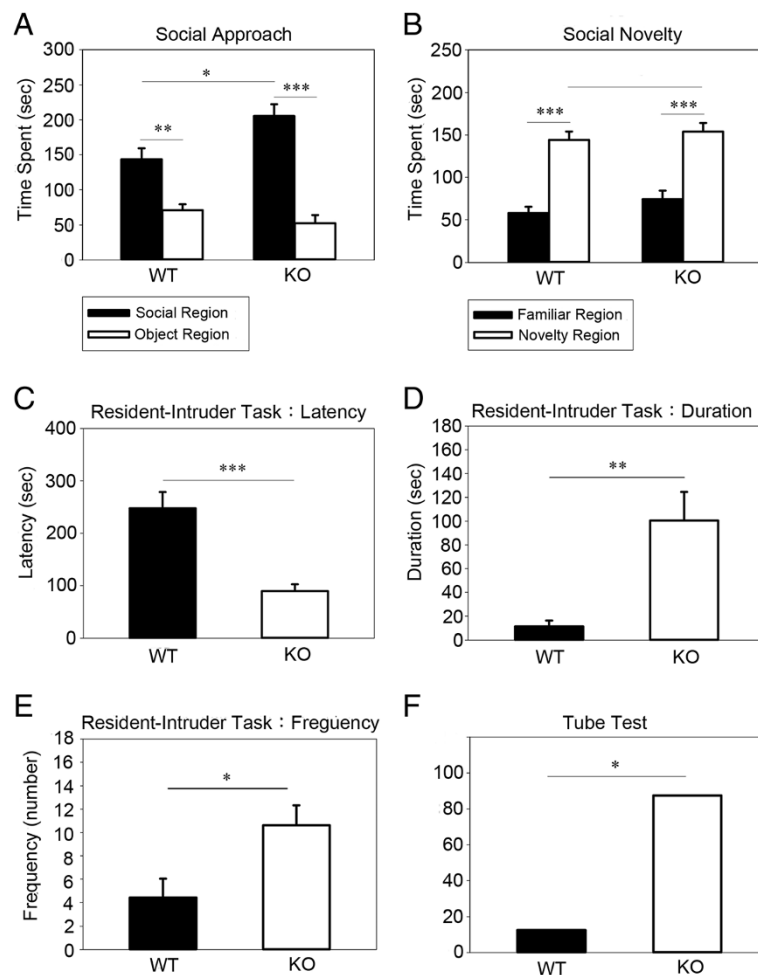 A
Social Approach
Time Spent (sec)
300
250
200
150
100
50
0
*
**
***
WT
KO
Social Region
Object Region
B
Social Novelty
Time Spent (sec)
250
200
150
100
50
0
***
***
WT
KO
Familiar Region
Novelty Region
C
Resident-Intruder Task : Latency
Latency (sec)
400
300
200
100
0
***
WT
KO
D
Resident-Intruder Task : Duration
Duration (sec)
180
160
140
120
100
80
60
40
20
0
**
WT
KO
E
Resident-Intruder Task : Freguency
Frequency (number)
18
16
14
12
10
8
6
4
2
0
*
WT
KO
F
Tube Test
100
80
60
40
20
0
*
WT
KO